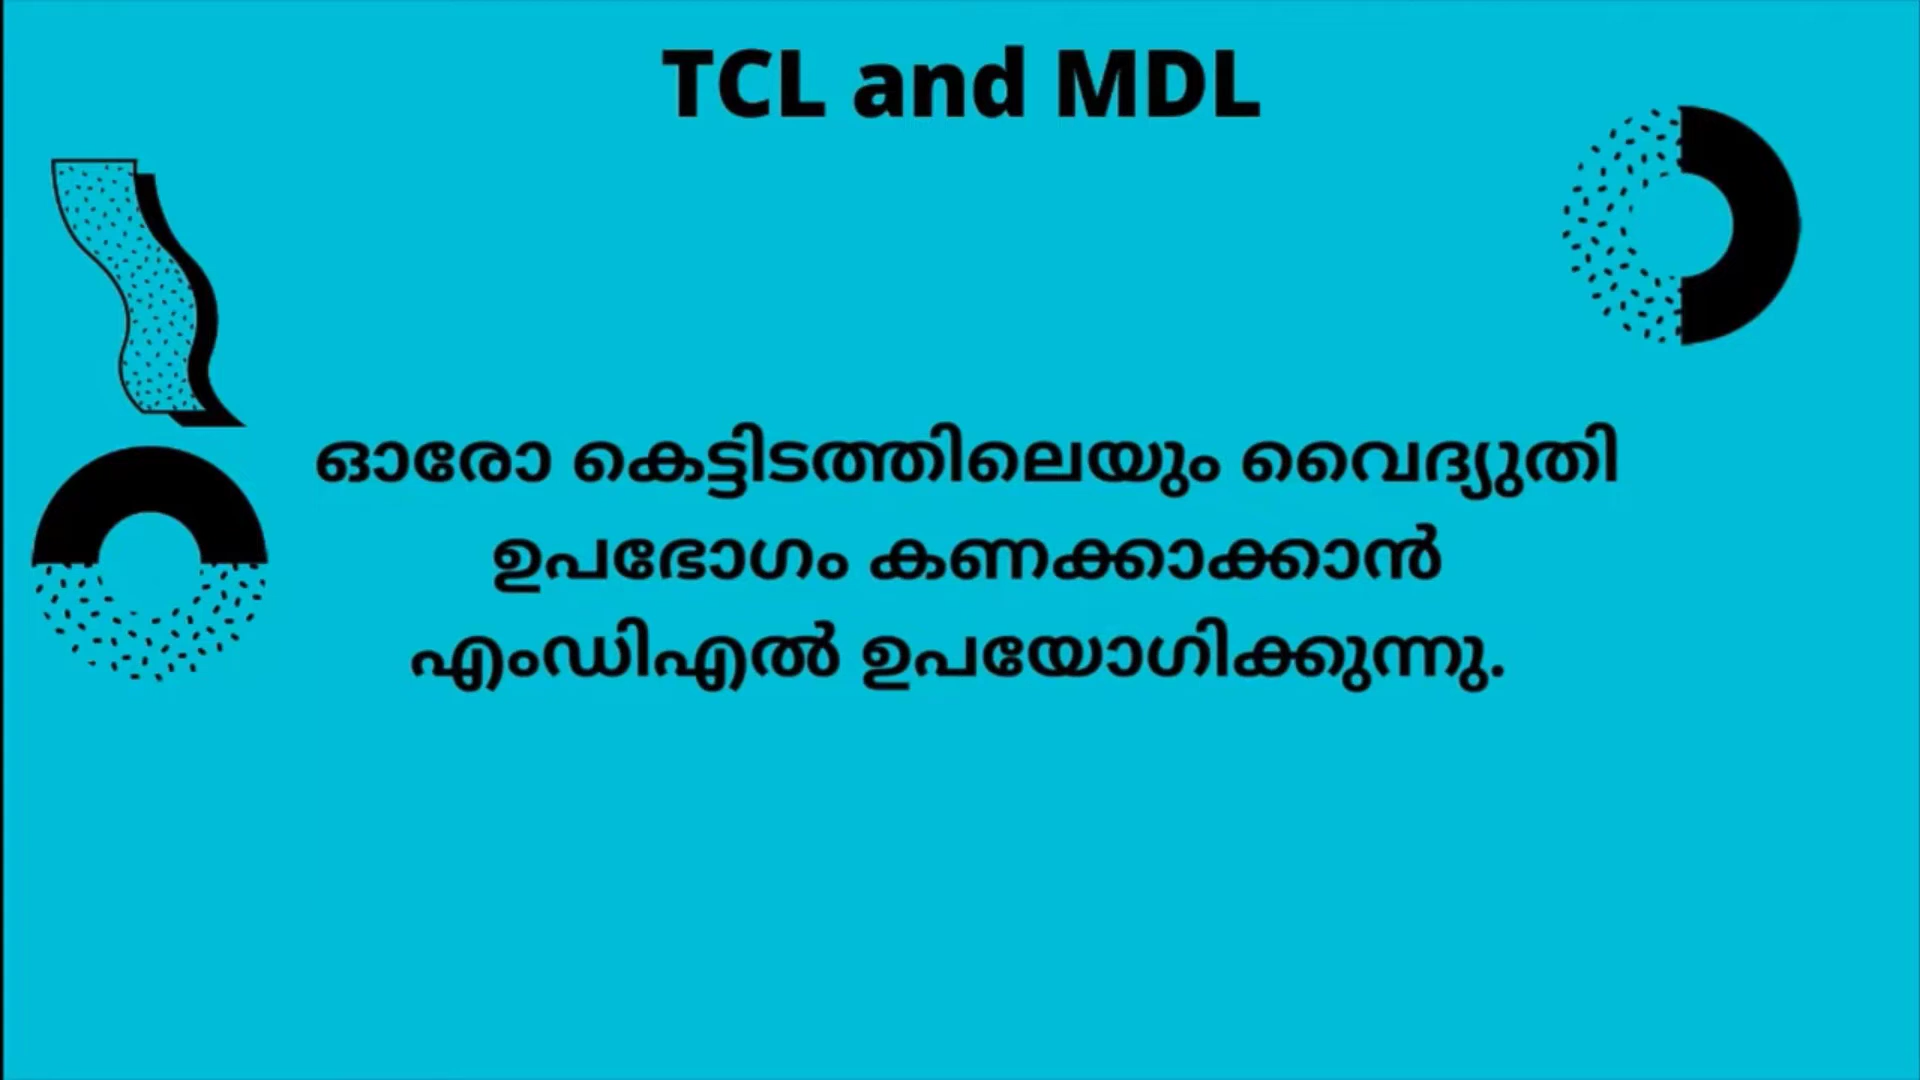 TCL and MDL
ഓരോ കെട്ടിടത്തിലെയും വൈദ്യുതി
ഉപഭോഗം കണക്കാക്കാൻ
എംഡിഎൽ ഉപയോഗിക്കുന്നു.